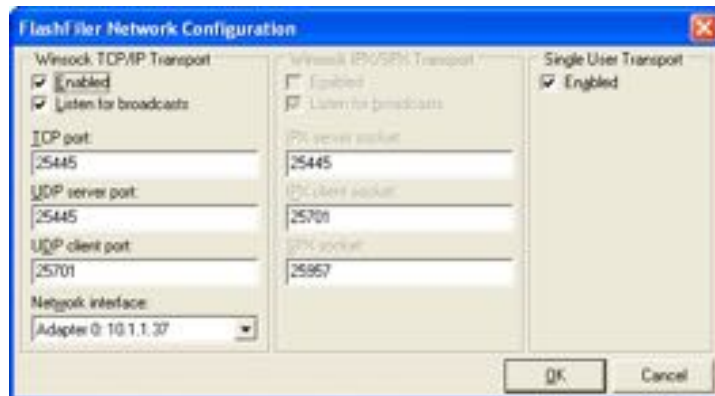 FlashFiler Network Configuration
Winsock TCP/IP Transport
Enabled
Listen for broadcasts
TCP port:
25445
UDP server port:
25445
UDP client port:
25701
Network interface:
Adapter 0: 10.1.1.37
Winsock IPX/SPX Transport
Enabled
Listen for broadcasts
IPX server socket:
25445
IPX client socket:
25701
SPX socket:
25957
Single User Transport
Enabled
OK
Cancel